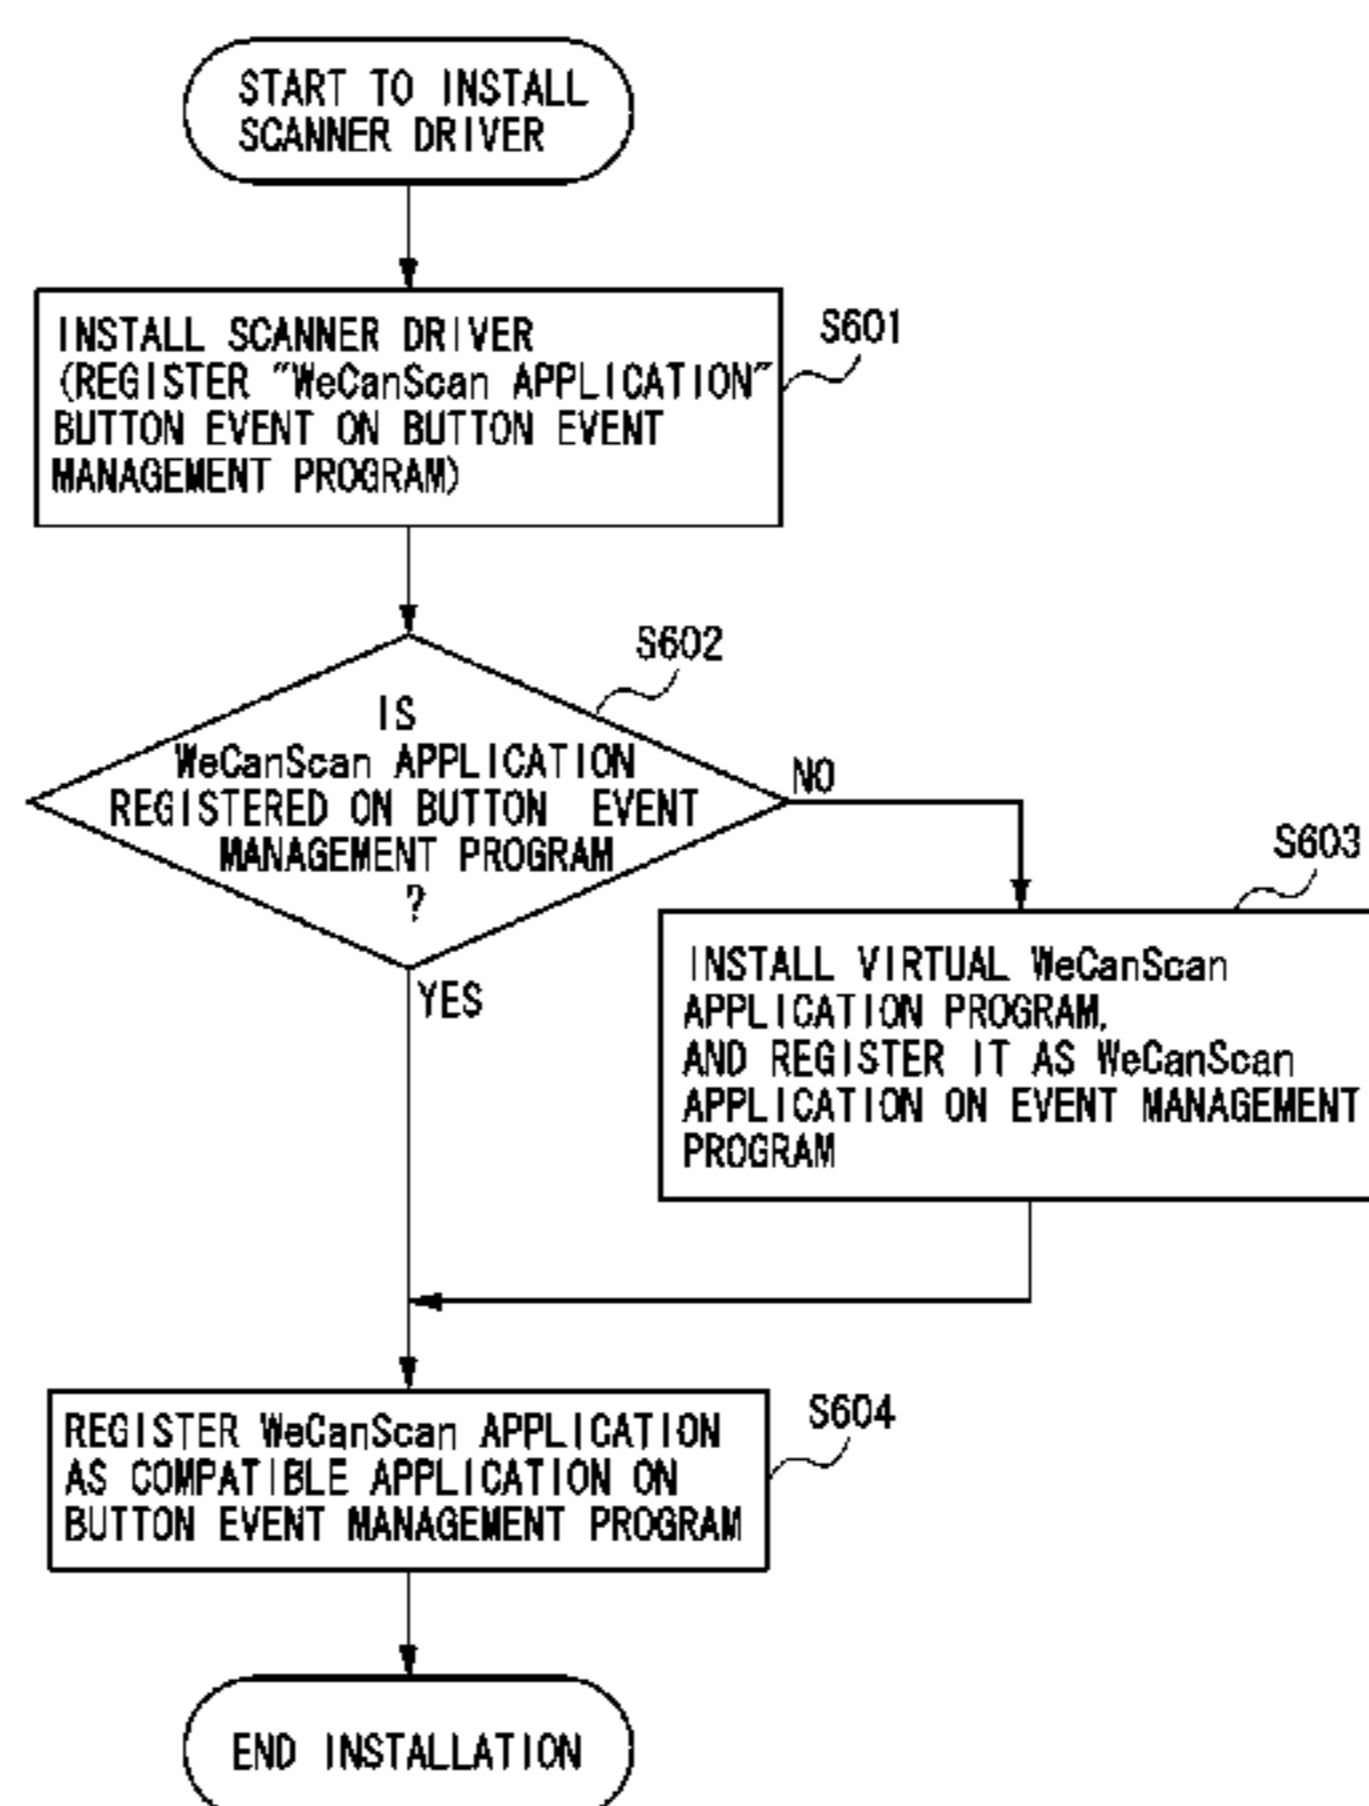 START TO INSTALL
SCANNER DRIVER
INSTALL SCANNER DRIVER
(REGISTER "WeCanScan APPLICATION"
BUTTON EVENT ON BUTTON EVENT
MANAGEMENT PROGRAM)
S601
S602
IS
WeCanScan APPLICATION
REGISTERED ON BUTTON EVENT
MANAGEMENT PROGRAM
?
NO
YES
S603
INSTALL VIRTUAL WeCanScan
APPLICATION PROGRAM,
AND REGISTER IT AS WeCanScan
APPLICATION ON EVENT MANAGEMENT
PROGRAM
REGISTER WeCanScan APPLICATION
AS COMPATIBLE APPLICATION ON
BUTTON EVENT MANAGEMENT PROGRAM
S604
END INSTALLATION